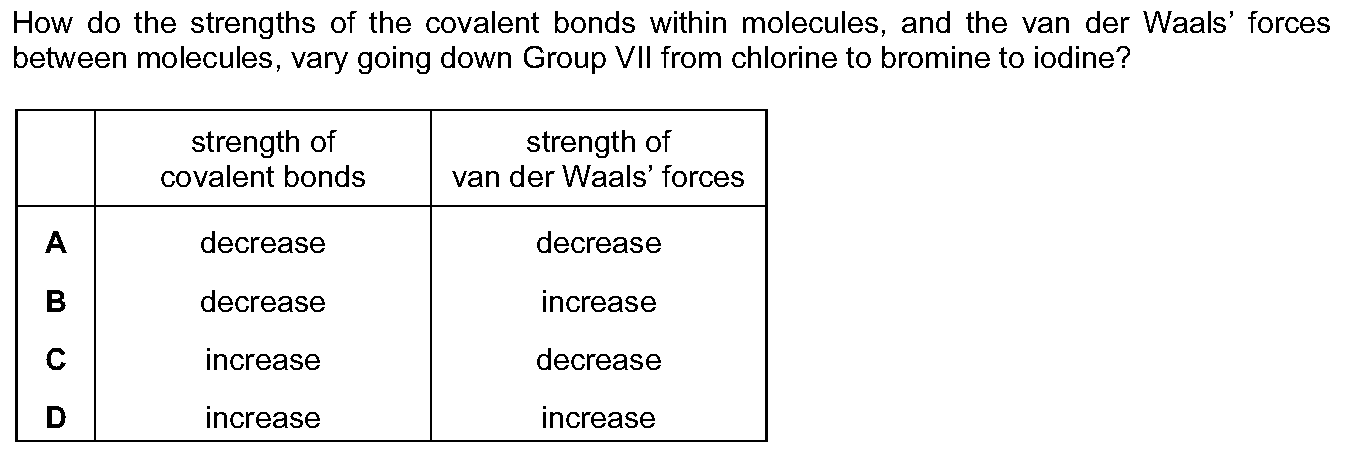 How do the strengths of the covalent bonds within molecules, and the van der Waals’ forces
between molecules, vary going down Group VII from chlorine to bromine to iodine?
strength of strength of
covalent bonds van der Waals’ forces
A decrease decrease
B decrease increase
C increase decrease
D increase increase